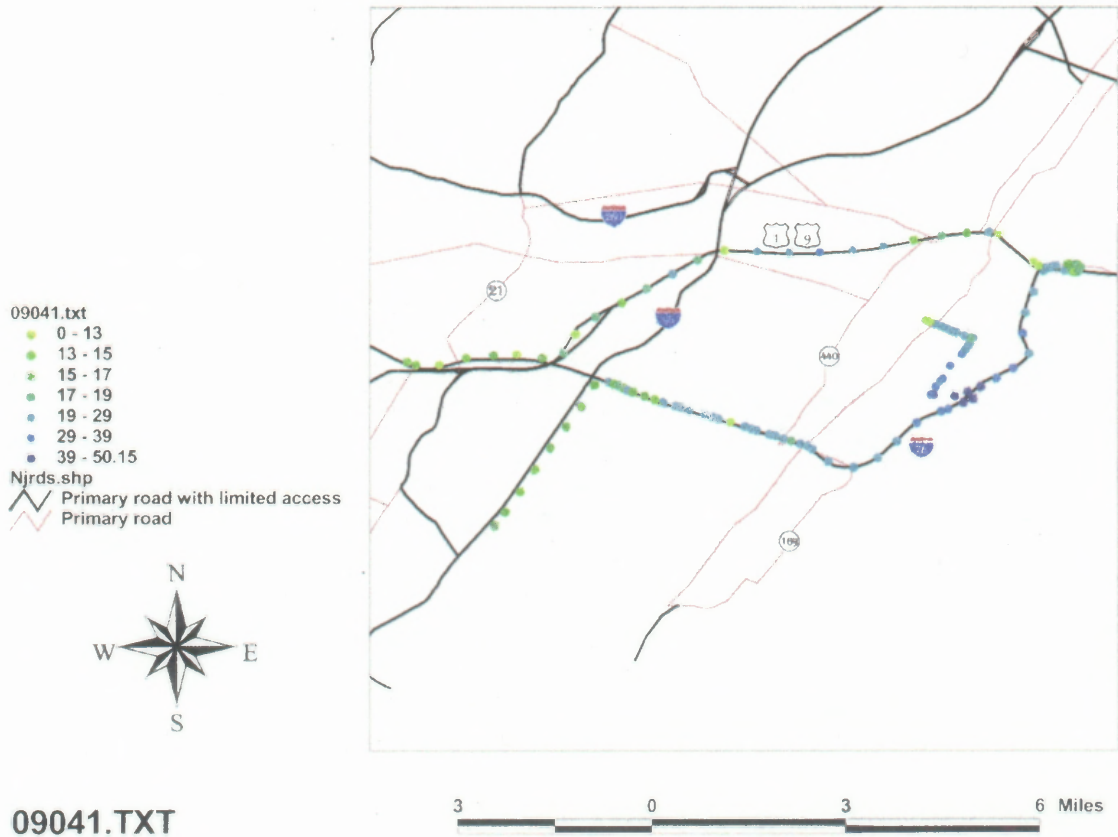 1 9
21
440
169
09041.txt
0 - 13
13 - 15
15 - 17
17 - 19
19 - 29
29 - 39
39 - 50.15
Njrds.shp
Primary road with limited access
Primary road
N
W E
S
09041.TXT
3 0 3 6 Miles